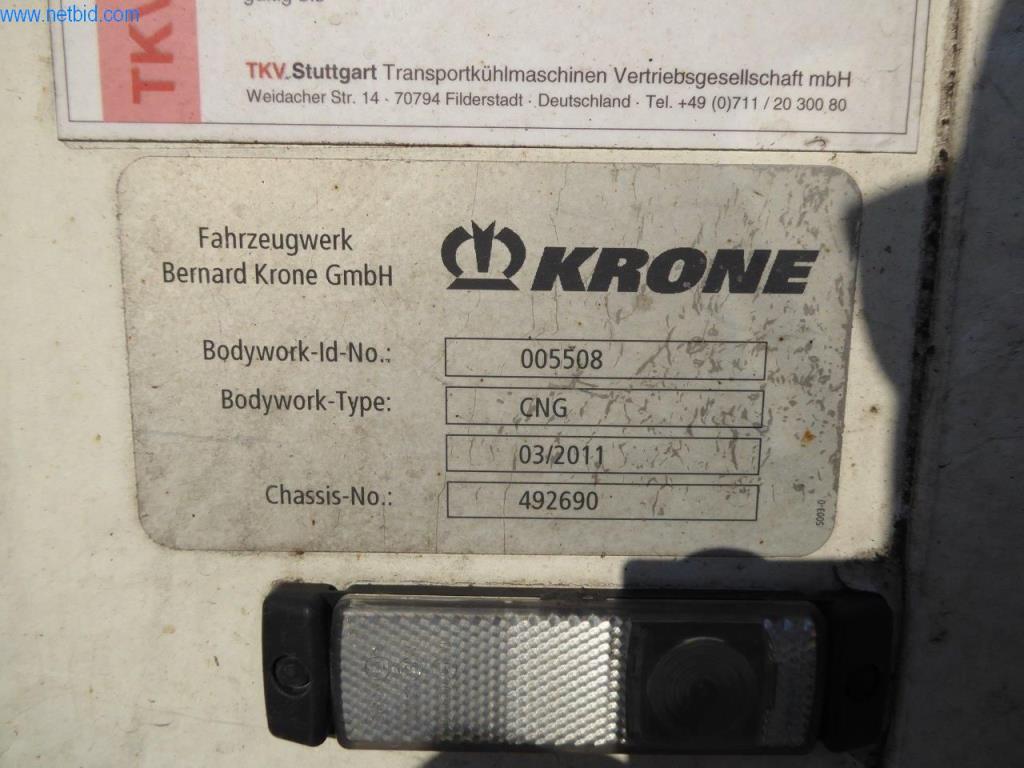 www.netbid.com
TKV
TKV Stuttgart Transportkühlmaschinen Vertriebsgesellschaft mbH
Weidacher Str. 14 · 70794 Filderstadt · Deutschland · Tel. +49 (0)711 / 20 300 80
Fahrzeugwerk
Bernard Krone GmbH
KRONE
Bodywork-Id-No.: 005508
Bodywork-Type: CNG
03/2011
Chassis-No.: 492690
5003-0